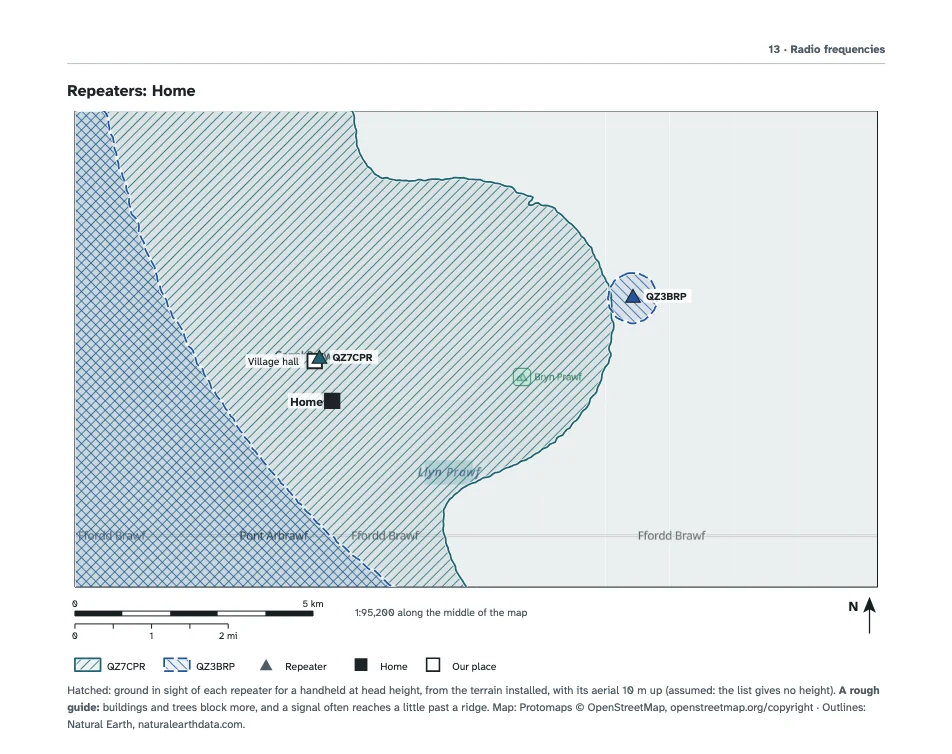 13 · Radio frequencies
Repeaters: Home
QZ3BRP
Village hall
QZ7CPR
Bryn Prawf
Home
Llyn Prawf
Ffordd Brawf
Pont Arbrawf
Ffordd Brawf
Ffordd Brawf
0
5 km
1:95,200 along the middle of the map
N
0
1
2 mi
QZ7CPR
QZ3BRP
Repeater
Home
Our place
Hatched: ground in sight of each repeater for a handheld at head height, from the terrain installed, with its aerial 10 m up (assumed: the list gives no height). A rough
guide: buildings and trees block more, and a signal often reaches a little past a ridge. Map: Protomaps © OpenStreetMap, openstreetmap.org/copyright · Outlines:
Natural Earth, naturalearthdata.com.